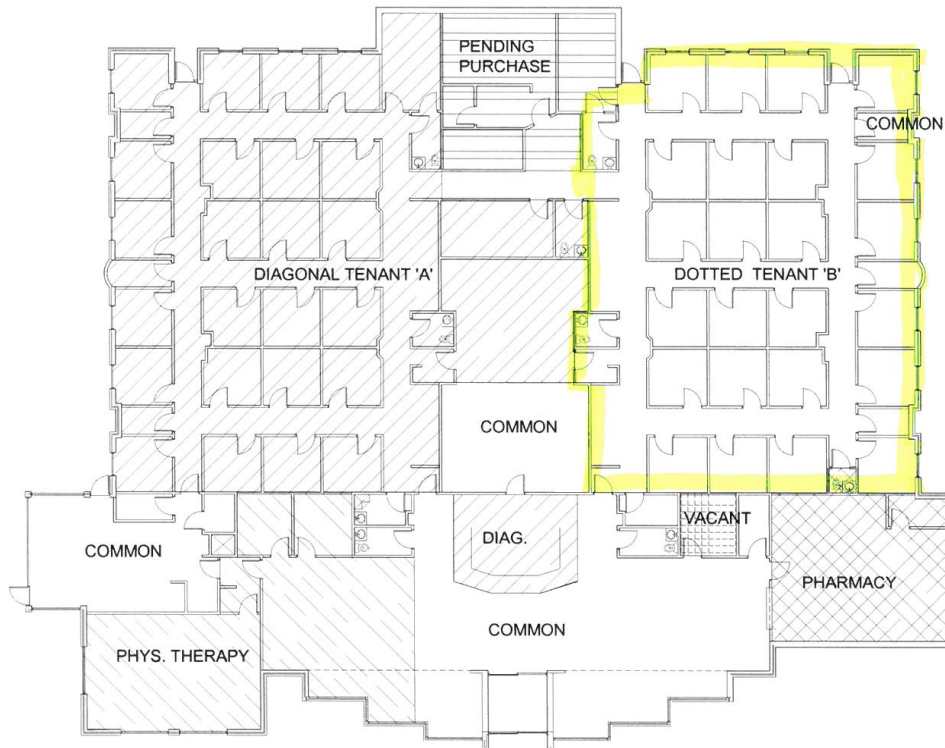 PENDING
PURCHASE
COMMON
DIAGONAL TENANT 'A'
DOTTED TENANT 'B'
COMMON
VACANT
DIAG.
COMMON
PHARMACY
COMMON
PHYS. THERAPY